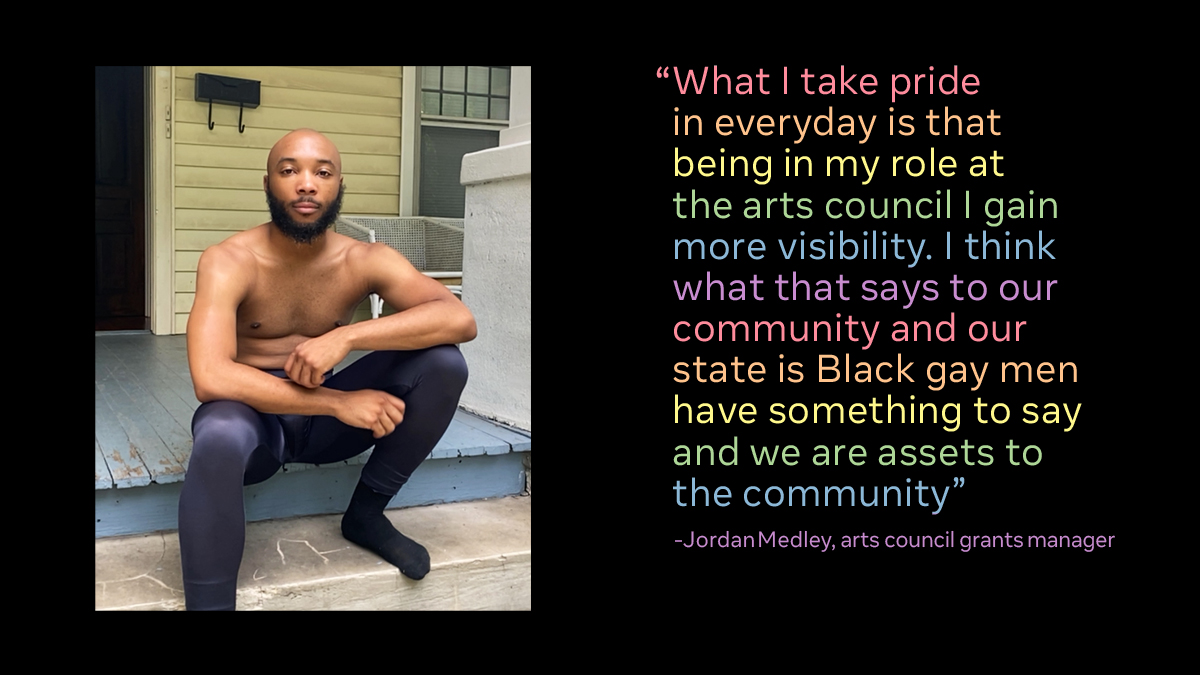 “What I take pride
in everyday is that
being in my role at
the arts council I gain
more visibility. I think
what that says to our
community and our
state is Black gay men
have something to say
and we are assets to
the community”
-Jordan Medley, arts council grants manager